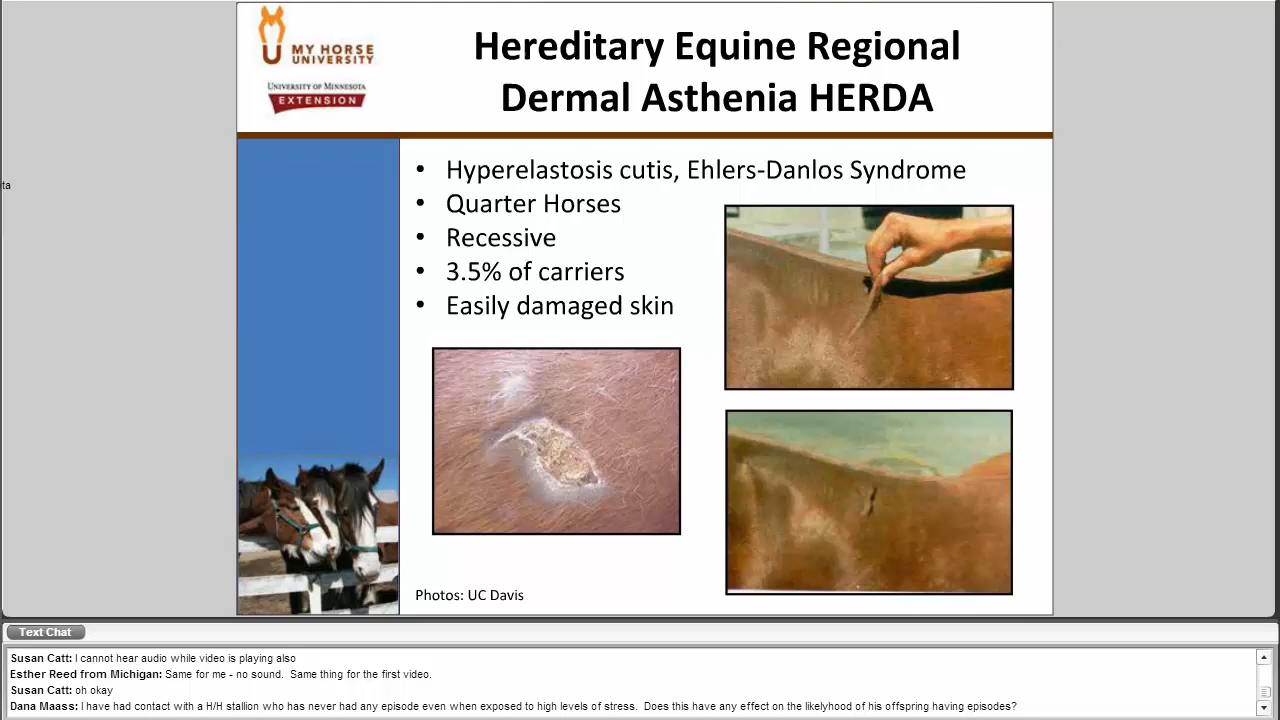 MY HORSE
UNIVERSITY
UNIVERSITY OF MINNESOTA
EXTENSION
Hereditary Equine Regional
Dermal Asthenia HERDA
ta
• Hyperelastosis cutis, Ehlers-Danlos Syndrome
• Quarter Horses
• Recessive
• 3.5% of carriers
• Easily damaged skin
Photos: UC Davis
Text Chat
Susan Catt: I cannot hear audio while video is playing also
Esther Reed from Michigan: Same for me - no sound. Same thing for the first video.
Susan Catt: oh okay
Dana Maass: I have had contact with a H/H stallion who has never had any episode even when exposed to high levels of stress. Does this have any effect on the likelyhood of his offspring having episodes?